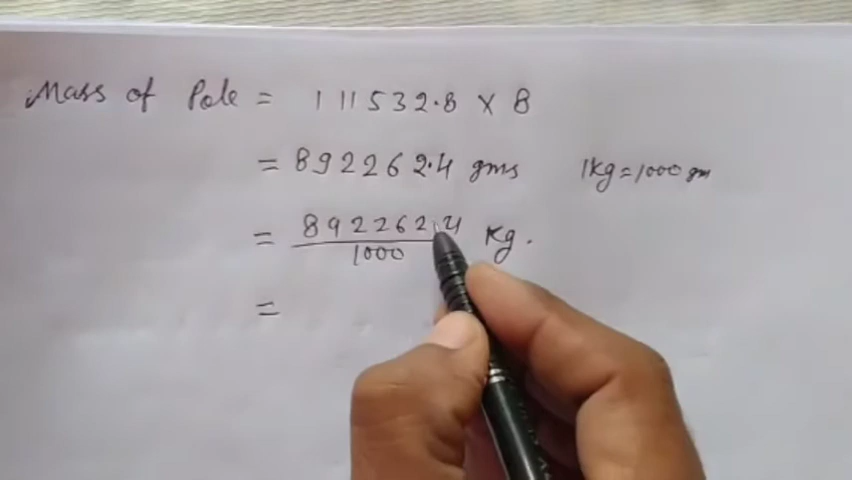 Mass of Pole = 111532.8 × 8
= 892262.4 gms 1kg = 1000 gm
= 892262.4 / 1000 Kg.
=